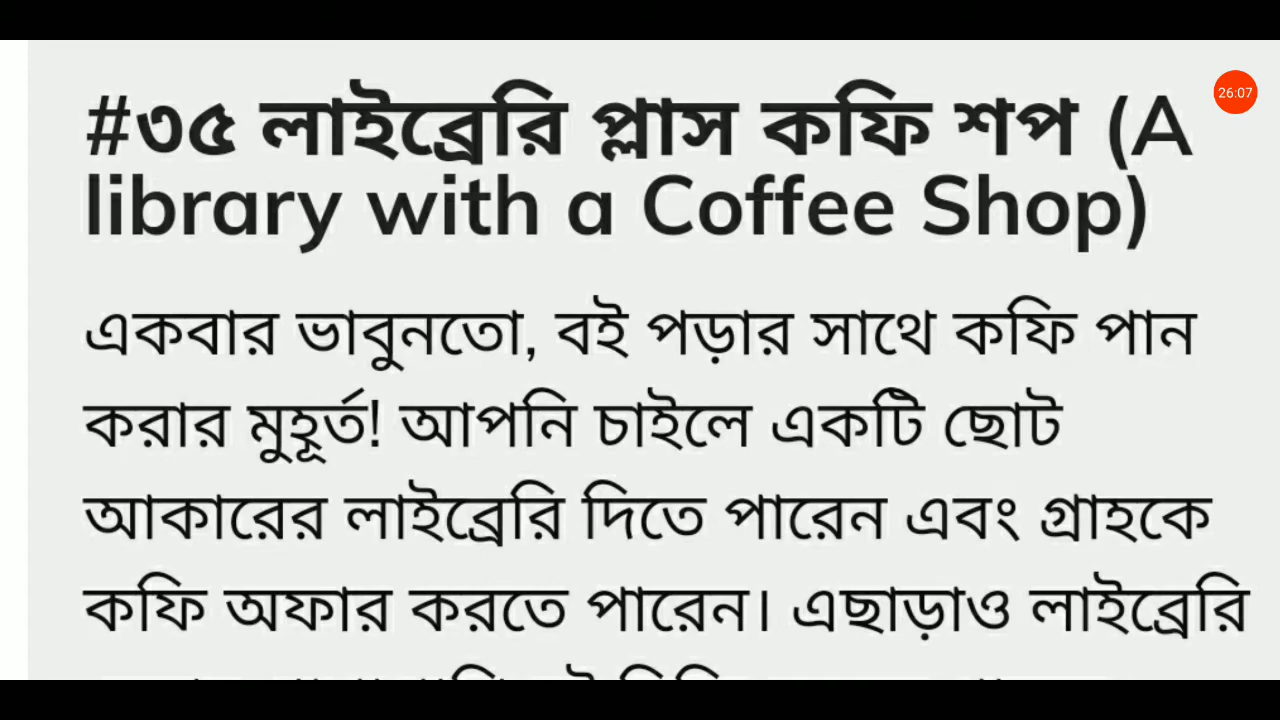 #৩৫ লাইব্রেরি প্লাস কফি শপ (A
26:07
library with a Coffee Shop)
একবার ভাবুনতো, বই পড়ার সাথে কফি পান
করার মুহূর্ত! আপনি চাইলে একটি ছোট
আকারের লাইব্রেরি দিতে পারেন এবং গ্রাহকে
কফি অফার করতে পারেন। এছাড়াও লাইব্রেরি